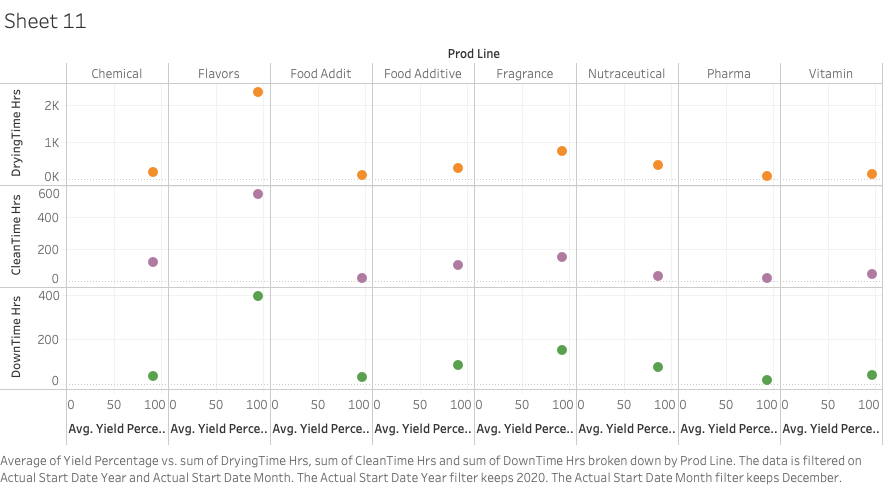 Sheet 11
Prod Line
Chemical Flavors Food Addit Food Additive Fragrance Nutraceutical Pharma Vitamin
DryingTime Hrs
2K
1K
0K
CleanTime Hrs
600
400
200
0
DownTime Hrs
400
200
0
0 50 100 0 50 100 0 50 100 0 50 100 0 50 100 0 50 100 0 50 100 0 50 100
Avg. Yield Perce.. Avg. Yield Perce.. Avg. Yield Perce.. Avg. Yield Perce.. Avg. Yield Perce.. Avg. Yield Perce.. Avg. Yield Perce.. Avg. Yield Perce..
Average of Yield Percentage vs. sum of DryingTime Hrs, sum of CleanTime Hrs and sum of DownTime Hrs broken down by Prod Line. The data is filtered on
Actual Start Date Year and Actual Start Date Month. The Actual Start Date Year filter keeps 2020. The Actual Start Date Month filter keeps December.